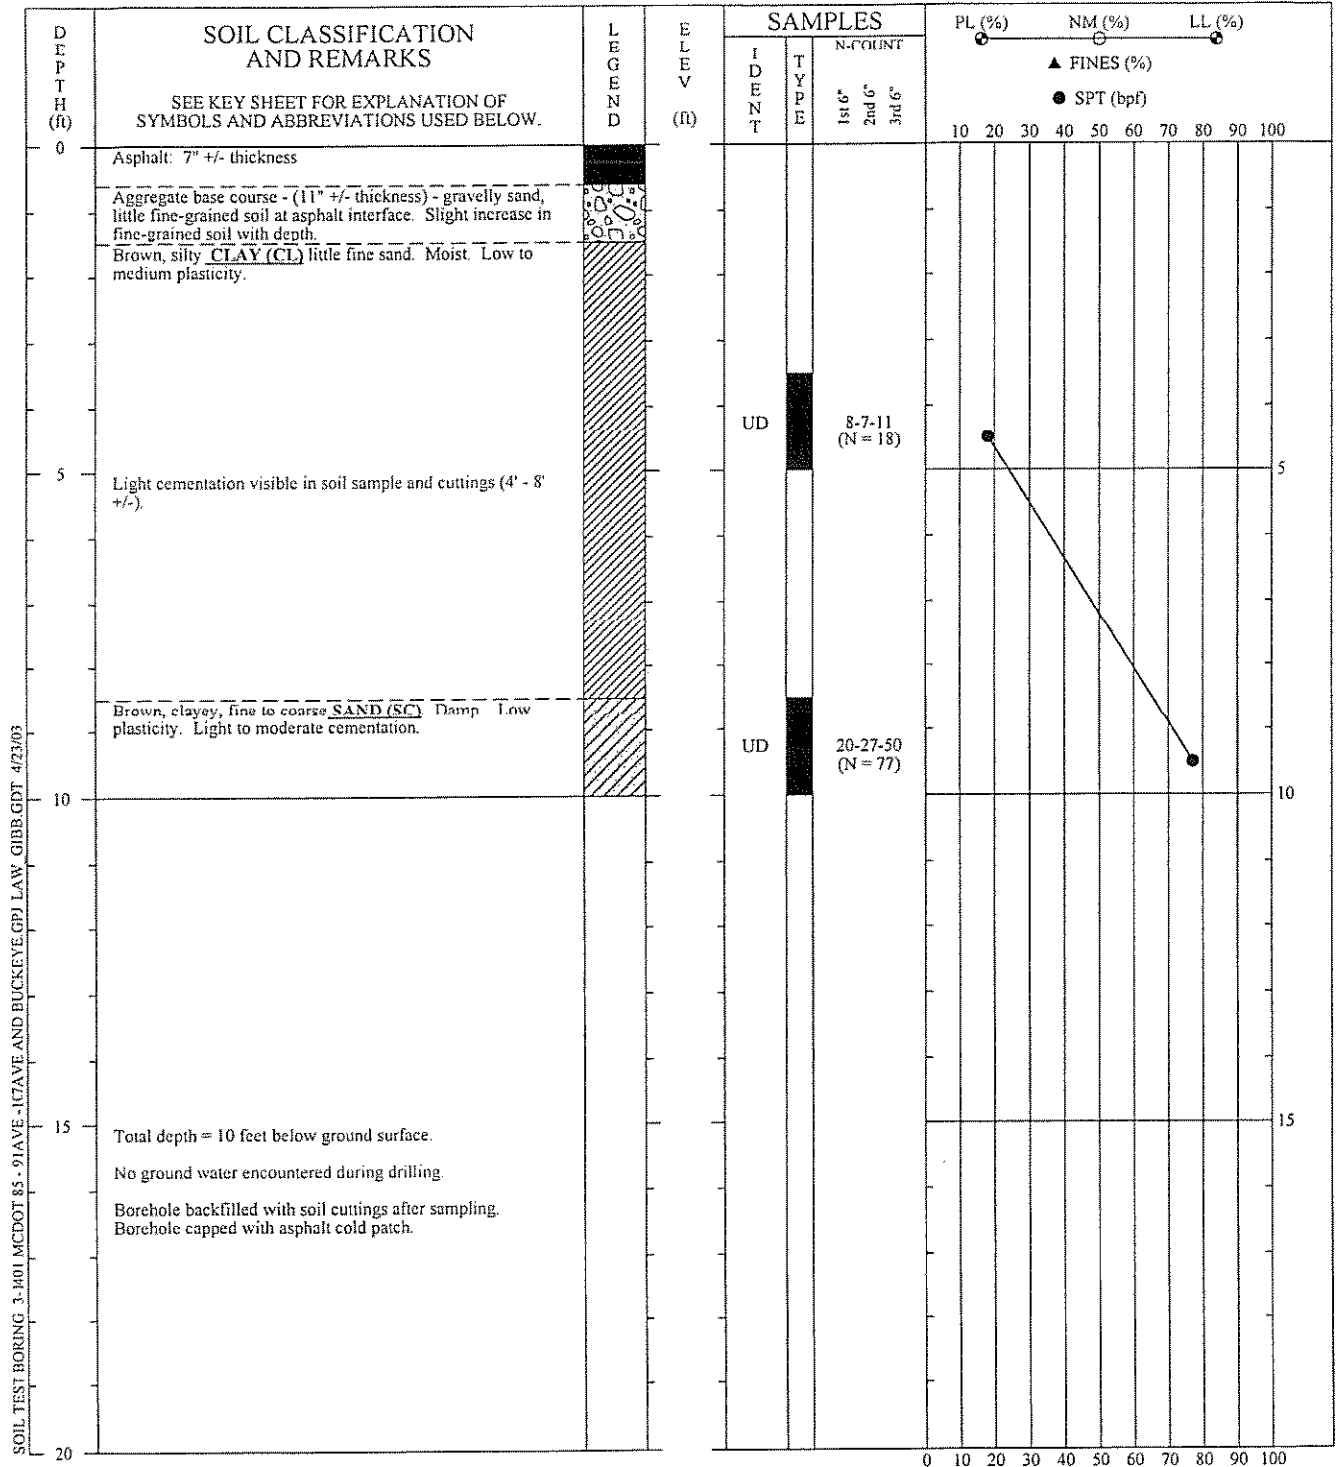 DEPTH (ft)
SOIL CLASSIFICATION
AND REMARKS
SEE KEY SHEET FOR EXPLANATION OF
SYMBOLS AND ABBREVIATIONS USED BELOW.
LEGEND
ELEV (ft)
SAMPLES
IDENT
TYPE
N-COUNT
1st 6"
2nd 6"
3rd 6"
PL (%) NM (%) LL (%)
▲ FINES (%)
● SPT (bpf)
10 20 30 40 50 60 70 80 90 100
0
Asphalt: 7" +/- thickness
Aggregate base course - (11" +/- thickness) - gravelly sand,
little fine-grained soil at asphalt interface. Slight increase in
fine-grained soil with depth.
Brown, silty CLAY (CL) little fine sand. Moist. Low to
medium plasticity.
UD
8-7-11
(N = 18)
5
5
Light cementation visible in soil sample and cuttings (4' - 8'
+/-).
Brown, clayey, fine to coarse SAND (SC) Damp Low
plasticity. Light to moderate cementation.
UD
20-27-50
(N = 77)
10
10
15
15
Total depth = 10 feet below ground surface.
No ground water encountered during drilling.
Borehole backfilled with soil cuttings after sampling.
Borehole capped with asphalt cold patch.
20
0 10 20 30 40 50 60 70 80 90 100
SOIL TEST BORING 3-1401 MCDOT 85 - 91AVE -107AVE AND BUCKEYE.GPJ LAW_GIBB.GDT 4/23/03